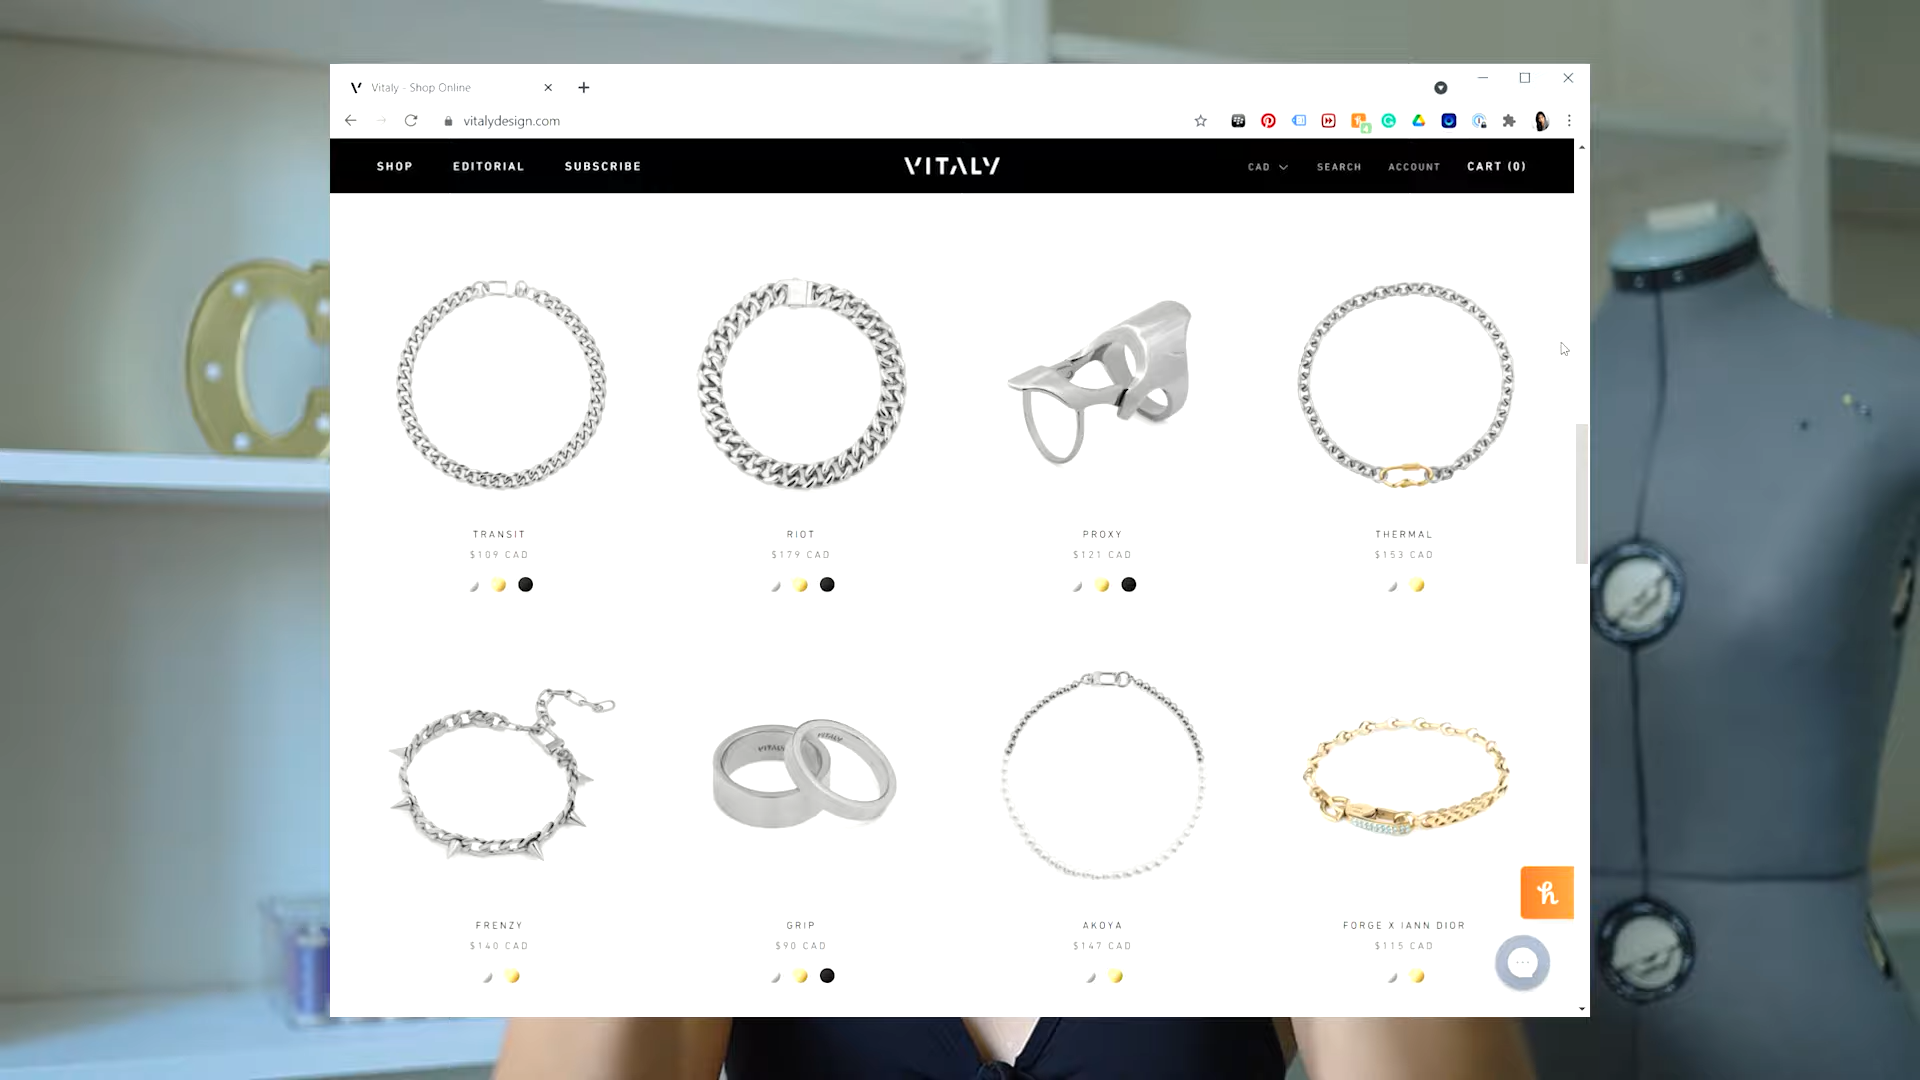 Vitaly - Shop Online
vitalydesign.com
SHOP EDITORIAL SUBSCRIBE VITALY CAD SEARCH ACCOUNT CART (0)
TRANSIT RIOT PROXY THERMAL
$109 CAD $179 CAD $121 CAD $153 CAD
VITALY VITALY
FRENZY GRIP AKOYA FORGE X IANN DIOR
$140 CAD $90 CAD $147 CAD $115 CAD